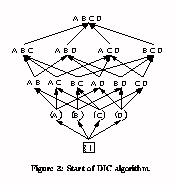 A B C D
A B C A B D A C D B C D
A B A C B C A D B D C D
(A) (B) (C) (D)
{ }
Figure 2: Start of DIC algorithm.